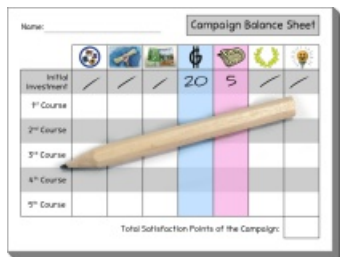 Campaign Balance Sheet
Name:
Initial Investment / / / 20 5 / /
1st Course
2nd Course
3rd Course
4th Course
5th Course
Total Satisfaction Points of the Campaign: